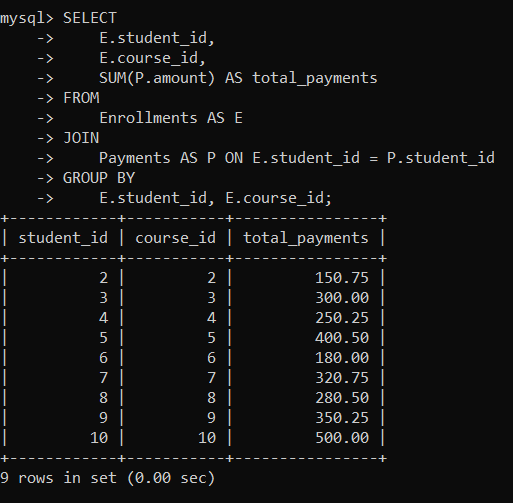 mysql> SELECT
    ->     E.student_id,
    ->     E.course_id,
    ->     SUM(P.amount) AS total_payments
    -> FROM
    ->     Enrollments AS E
    -> JOIN
    ->     Payments AS P ON E.student_id = P.student_id
    -> GROUP BY
    ->     E.student_id, E.course_id;
+------------+-----------+----------------+
| student_id | course_id | total_payments |
+------------+-----------+----------------+
|          2 |         2 |         150.75 |
|          3 |         3 |         300.00 |
|          4 |         4 |         250.25 |
|          5 |         5 |         400.50 |
|          6 |         6 |         180.00 |
|          7 |         7 |         320.75 |
|          8 |         8 |         280.50 |
|          9 |         9 |         350.25 |
|         10 |        10 |         500.00 |
+------------+-----------+----------------+
9 rows in set (0.00 sec)